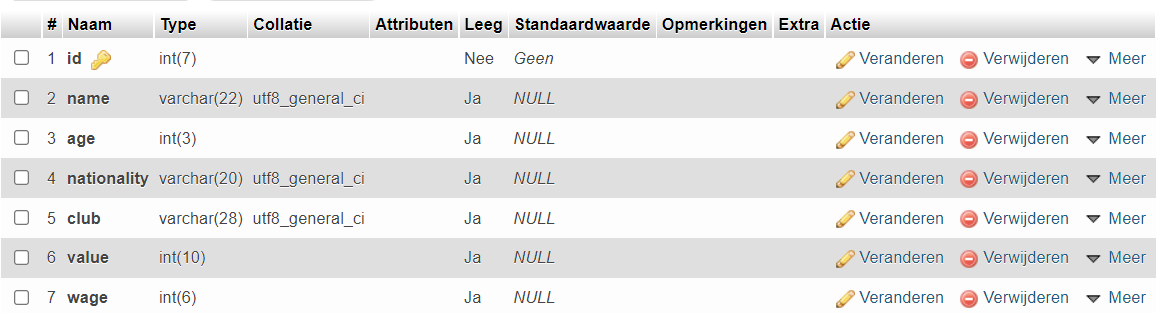 # Naam Type Collatie Attributen Leeg Standaardwaarde Opmerkingen Extra Actie
1 id int(7) Nee Geen Veranderen Verwijderen Meer
2 name varchar(22) utf8_general_ci Ja NULL Veranderen Verwijderen Meer
3 age int(3) Ja NULL Veranderen Verwijderen Meer
4 nationality varchar(20) utf8_general_ci Ja NULL Veranderen Verwijderen Meer
5 club varchar(28) utf8_general_ci Ja NULL Veranderen Verwijderen Meer
6 value int(10) Ja NULL Veranderen Verwijderen Meer
7 wage int(6) Ja NULL Veranderen Verwijderen Meer